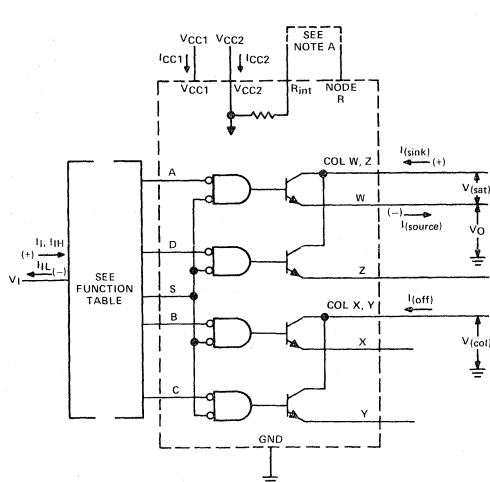 SEE
NOTE A
VCC1 VCC2
ICC1 ICC2
VCC1 VCC2 Rint NODE
R
COL W, Z I(sink)
(+)
A
V(sat)
W
(−)
I(source)
VO
II, IIH
(+)
IIL (−)
VI
SEE
FUNCTION
TABLE
D
Z
S
COL X, Y I(off)
B
V(col)
X
C
Y
GND